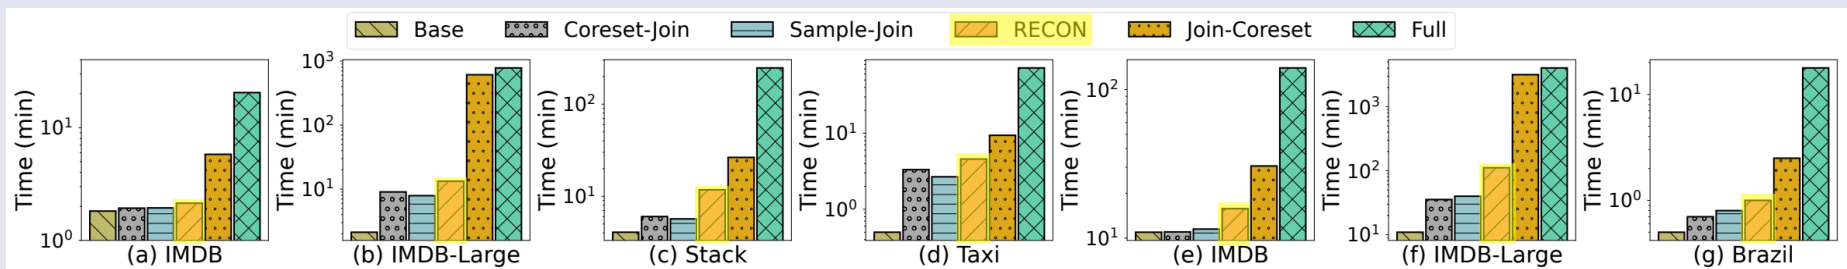 Base Coreset-Join Sample-Join RECON Join-Coreset Full
Time (min) 10^1 10^0 (a) IMDB
Time (min) 10^3 10^2 10^1 (b) IMDB-Large
Time (min) 10^2 10^1 (c) Stack
Time (min) 10^1 10^0 (d) Taxi
Time (min) 10^2 10^1 (e) IMDB
Time (min) 10^3 10^2 10^1 (f) IMDB-Large
Time (min) 10^1 10^0 (g) Brazil